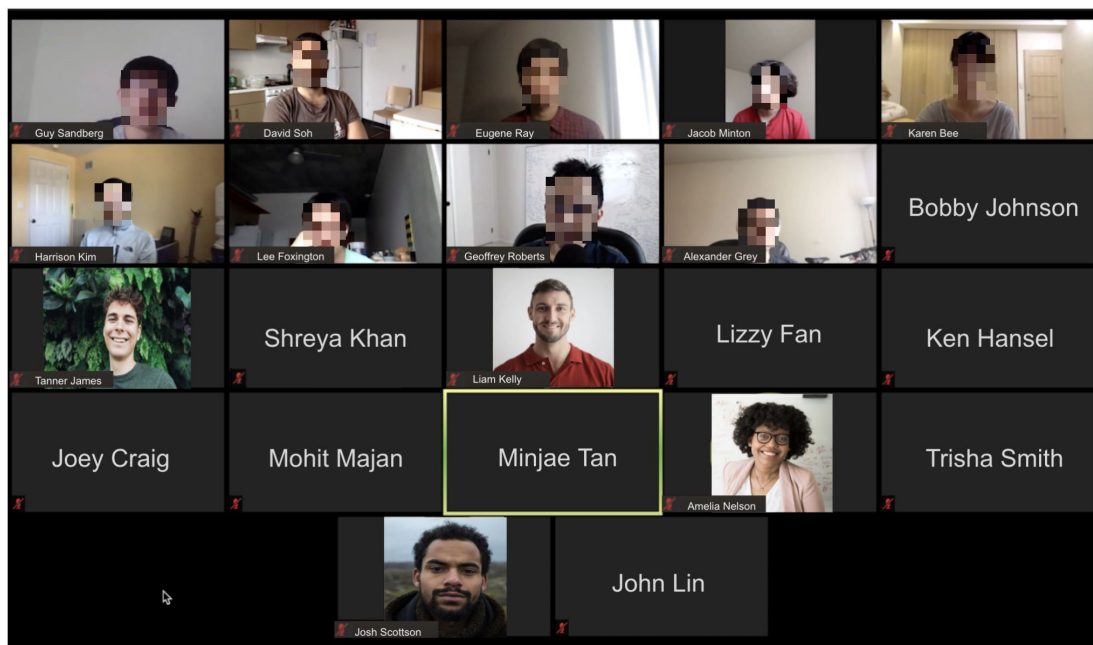 Guy Sandberg
David Soh
Eugene Ray
Jacob Minton
Karen Bee
Harrison Kim
Lee Foxington
Geoffrey Roberts
Alexander Grey
Bobby Johnson
Tanner James
Shreya Khan
Liam Kelly
Lizzy Fan
Ken Hansel
Joey Craig
Mohit Majan
Minjae Tan
Amelia Nelson
Trisha Smith
Josh Scottson
John Lin